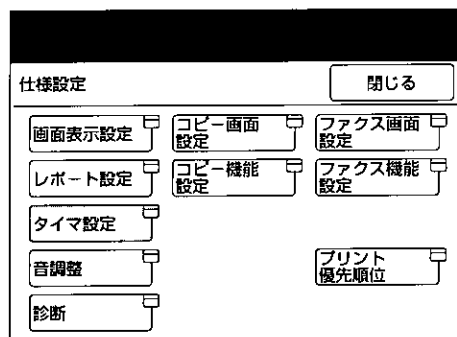 仕様設定
閉じる
画面表示設定
コピー画面
設定
ファクス画面
設定
レポート設定
コピー機能
設定
ファクス機能
設定
タイマ設定
音調整
プリント
優先順位
診断